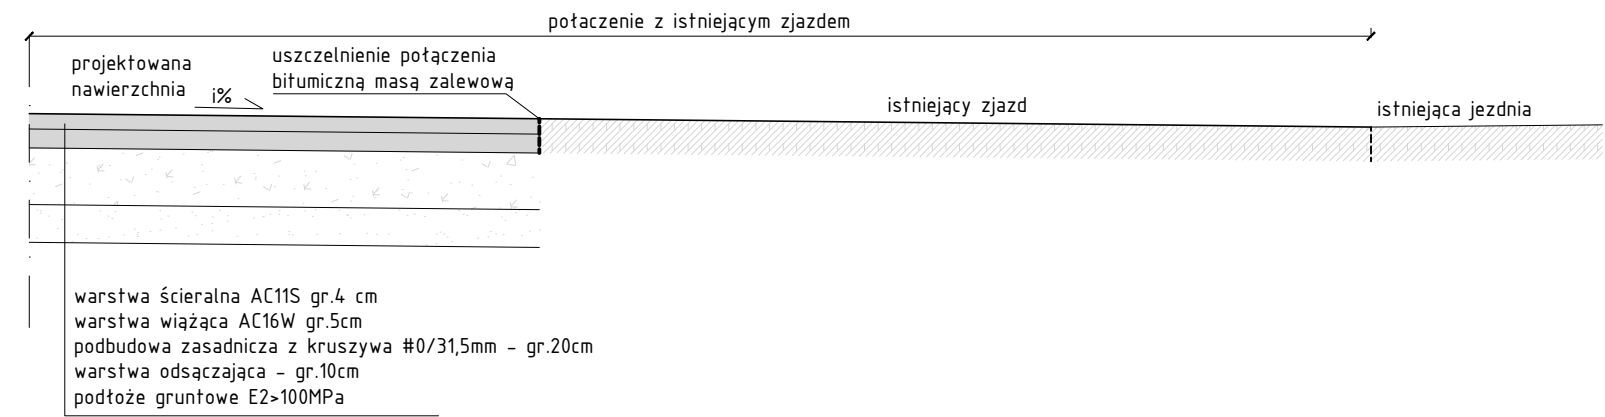 połaczenie z istniejącym zjazdem
projektowana
nawierzchnia
i%
uszczelnienie połączenia
bitumiczną masą zalewową
istniejący zjazd
istniejąca jezdnia
warstwa ścieralna AC11S gr.4 cm
warstwa wiążąca AC16W gr.5cm
podbudowa zasadnicza z kruszywa #0/31,5mm - gr.20cm
warstwa odsączająca - gr.10cm
podłoże gruntowe E2>100MPa